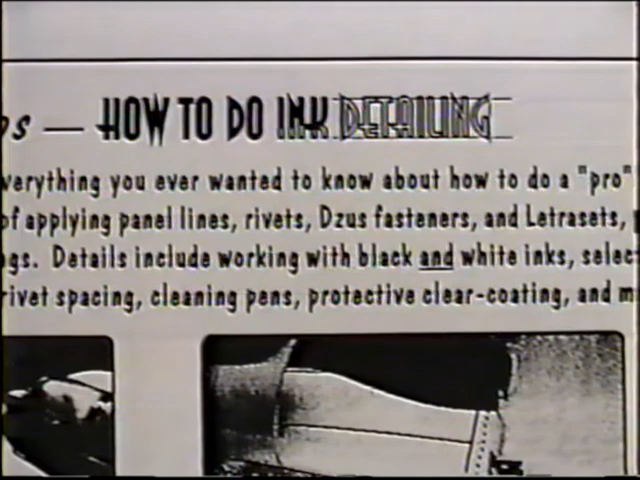 — HOW TO DO INK DETAILING
verything you ever wanted to know about how to do a "pro"
of applying panel lines, rivets, Dzus fasteners, and Letrasets,
gs. Details include working with black and white inks, selec
rivet spacing, cleaning pens, protective clear-coating, and m